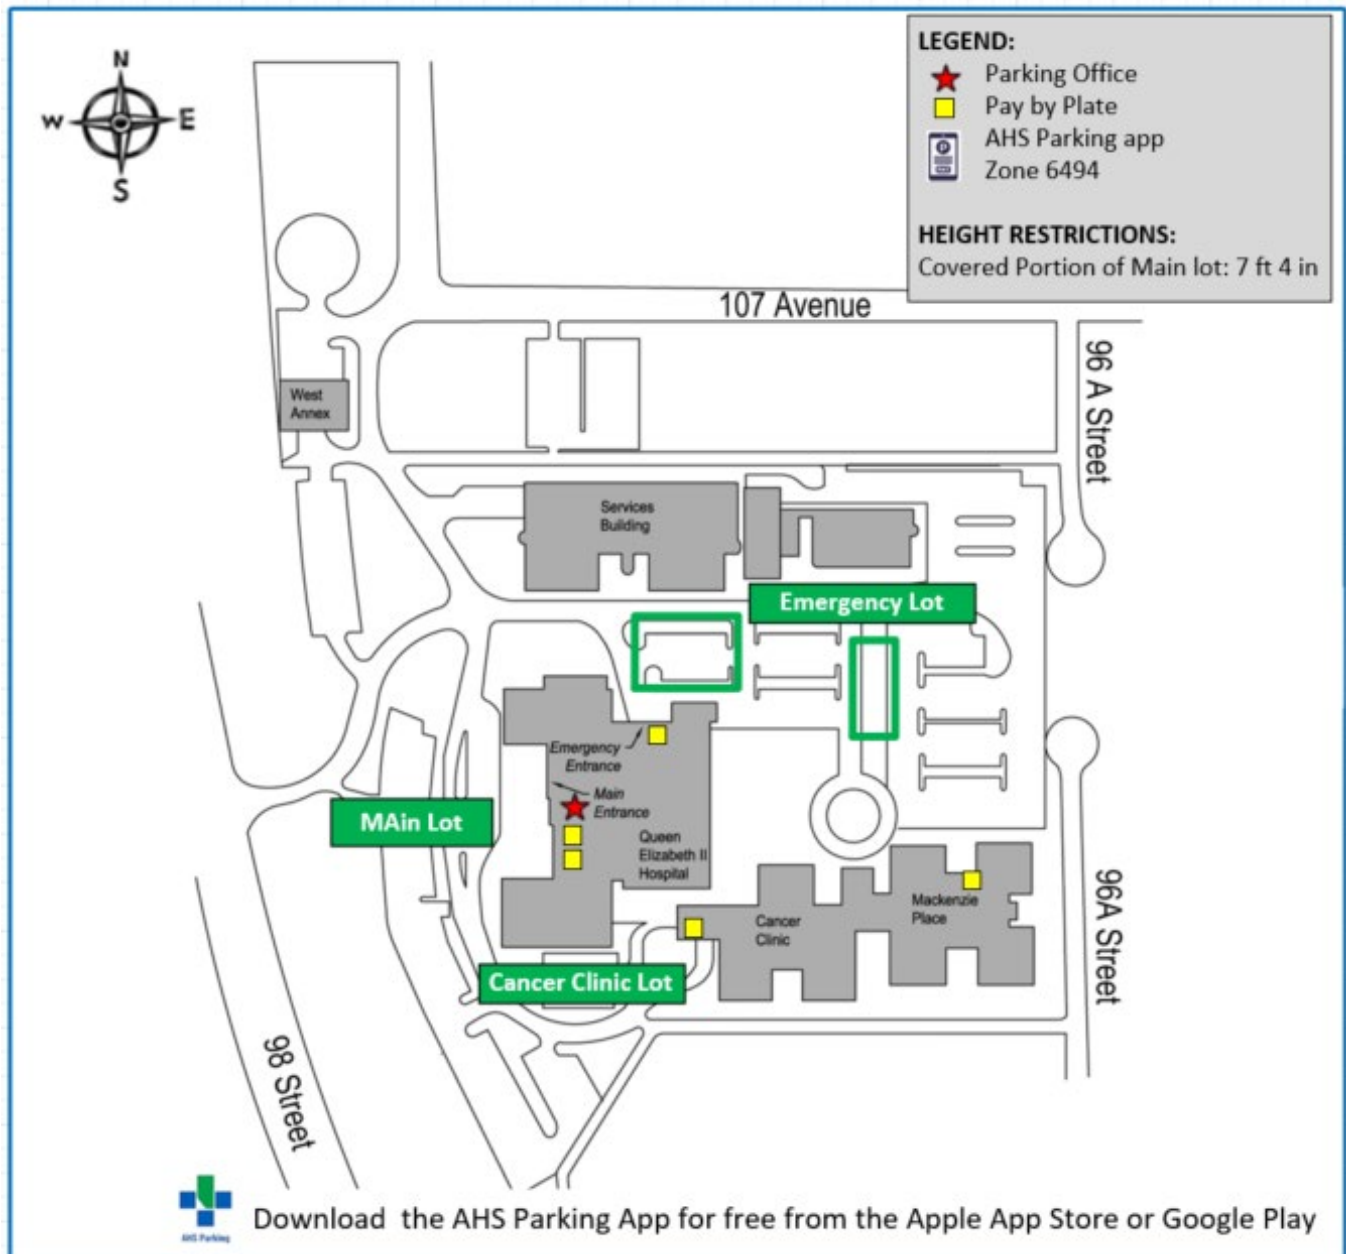 N
W E
S
LEGEND:
Parking Office
Pay by Plate
AHS Parking app
Zone 6494
HEIGHT RESTRICTIONS:
Covered Portion of Main lot: 7 ft 4 in
107 Avenue
96 A Street
West
Annex
Services
Building
Emergency Lot
Emergency
Entrance
Main
Entrance
MAin Lot
Queen
Elizabeth II
Hospital
Mackenzie
Place
Cancer
Clinic
96A Street
Cancer Clinic Lot
98 Street
AHS Parking
Download the AHS Parking App for free from the Apple App Store or Google Play